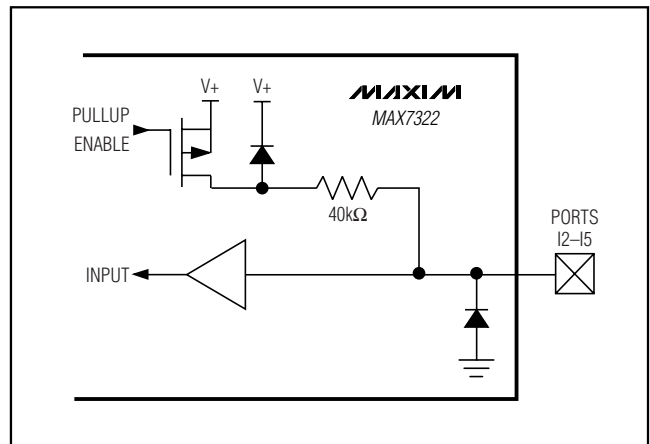 V+ V+
MAXIM
MAX7322
PULLUP
ENABLE
40kΩ
PORTS
I2–I5
INPUT